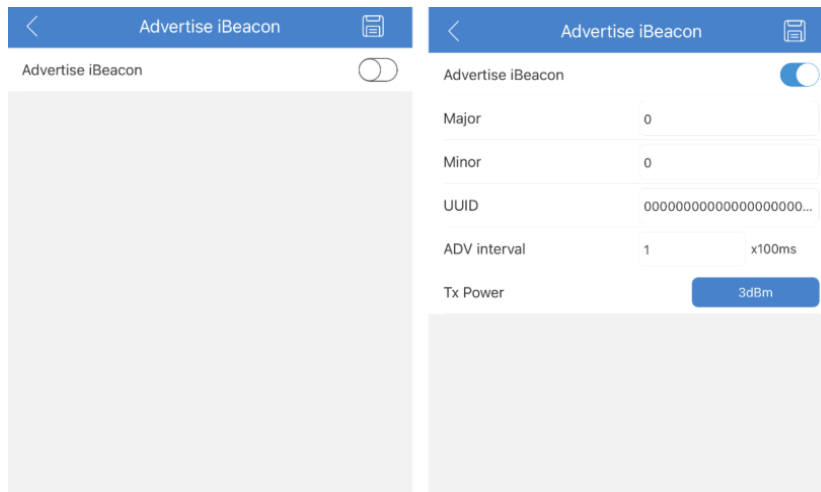 Advertise iBeacon
Advertise iBeacon
Advertise iBeacon
Advertise iBeacon
Major 0
Minor 0
UUID 00000000000000000000...
ADV interval 1 x100ms
Tx Power 3dBm